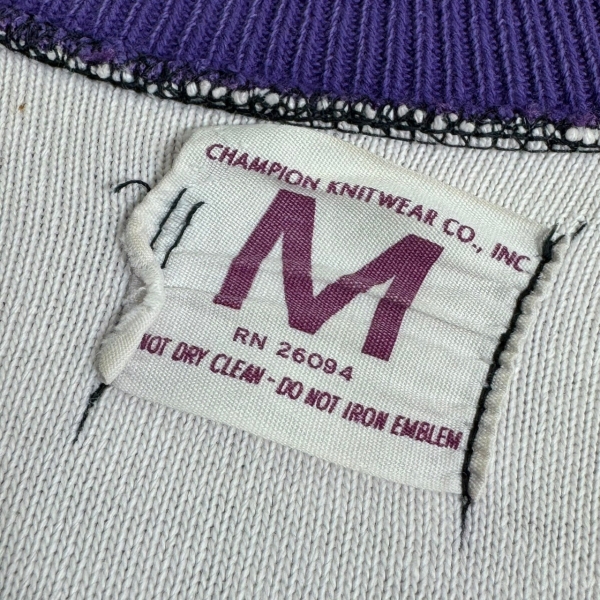 CHAMPION KNITWEAR CO., INC.
M
RN 26094
NOT DRY CLEAN - DO NOT IRON EMBLEM